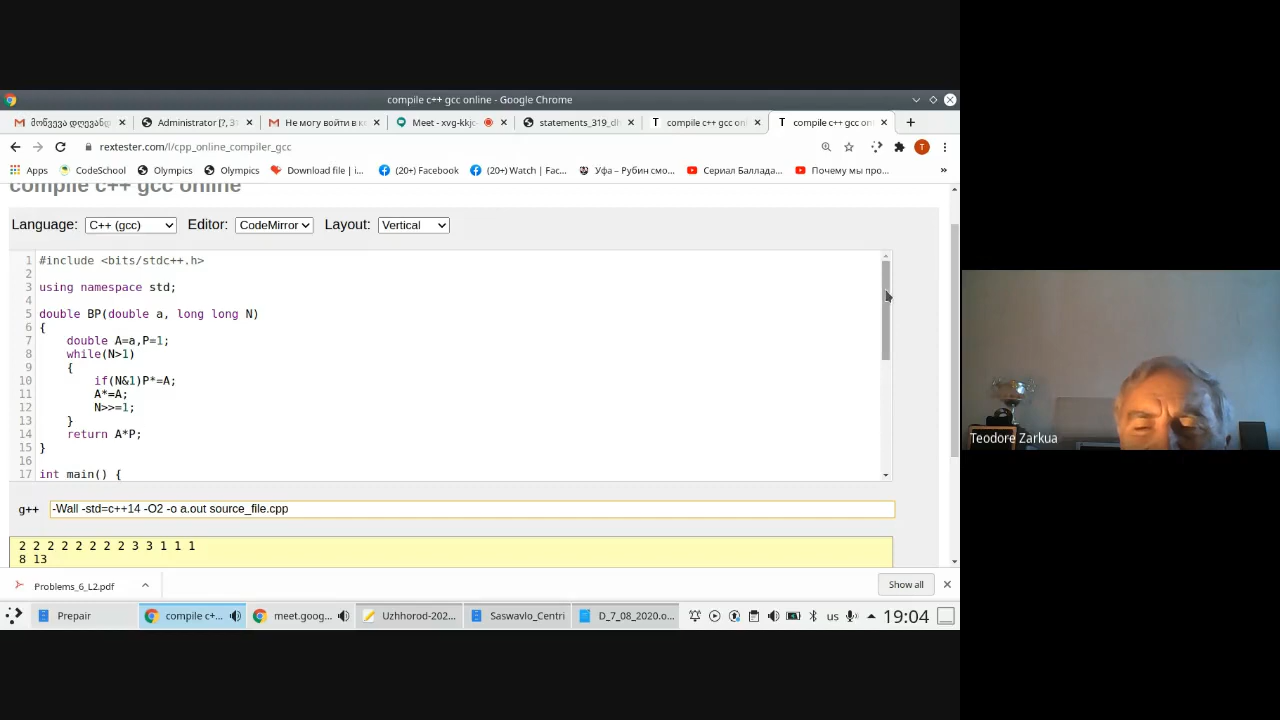 compile c++ gcc online - Google Chrome
მოწვევა დღევანდ
Administrator [?, 3
Не могу войти в к
Meet - xvg-kkjc-
statements_319_dl
compile c++ gcc onl
compile c++ gcc onl
rextester.com/l/cpp_online_compiler_gcc
Apps
CodeSchool
Olympics
Olympics
Download file | i...
(20+) Facebook
(20+) Watch | Fac...
Уфа – Рубин смо...
Сериал Баллада...
Почему мы про...
»
compile c++ gcc online
Language: C++ (gcc) Editor: CodeMirror Layout: Vertical
1 #include <bits/stdc++.h>
2
3 using namespace std;
4
5 double BP(double a, long long N)
6 {
7 double A=a,P=1;
8 while(N>1)
9 {
10 if(N&1)P*=A;
11 A*=A;
12 N>>=1;
13 }
14 return A*P;
15 }
16
17 int main() {
g++ -Wall -std=c++14 -O2 -o a.out source_file.cpp
2 2 2 2 2 2 2 2 3 3 1 1 1
8 13
Problems_6_L2.pdf
Show all
Prepair
compile c+...
meet.goog...
Uzhhorod-202...
Saswavlo_Centri
D_7_08_2020.o...
us
19:04
Teodore Zarkua